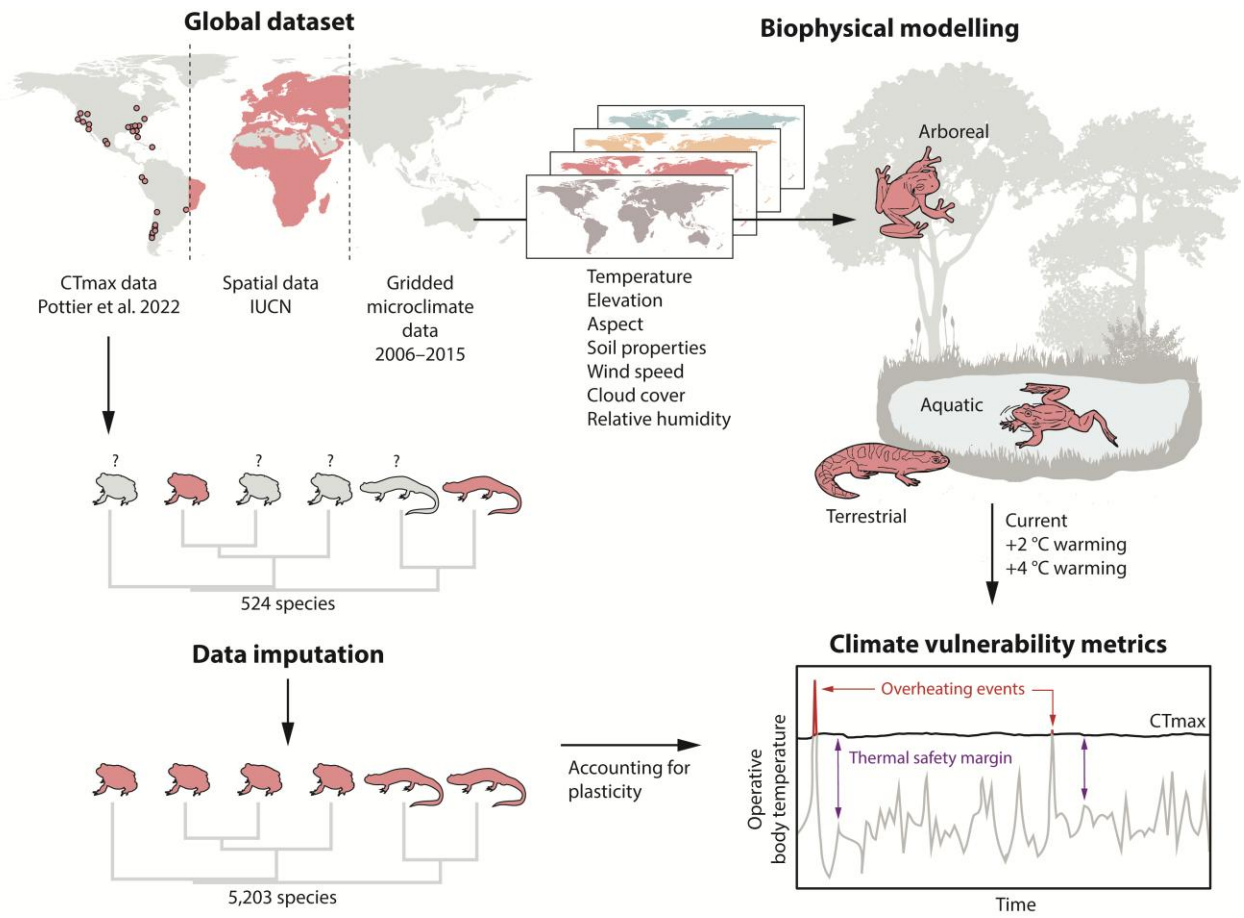 Global dataset
CTmax data
Pottier et al. 2022
Spatial data
IUCN
Gridded
microclimate
data
2006–2015
Biophysical modelling
Temperature
Elevation
Aspect
Soil properties
Wind speed
Cloud cover
Relative humidity
Arboreal
Aquatic
Terrestrial
Current
+2 °C warming
+4 °C warming
? ? ? ?
524 species
Data imputation
5,203 species
Accounting for
plasticity
Climate vulnerability metrics
Overheating events
CTmax
Thermal safety margin
Operative
body temperature
Time